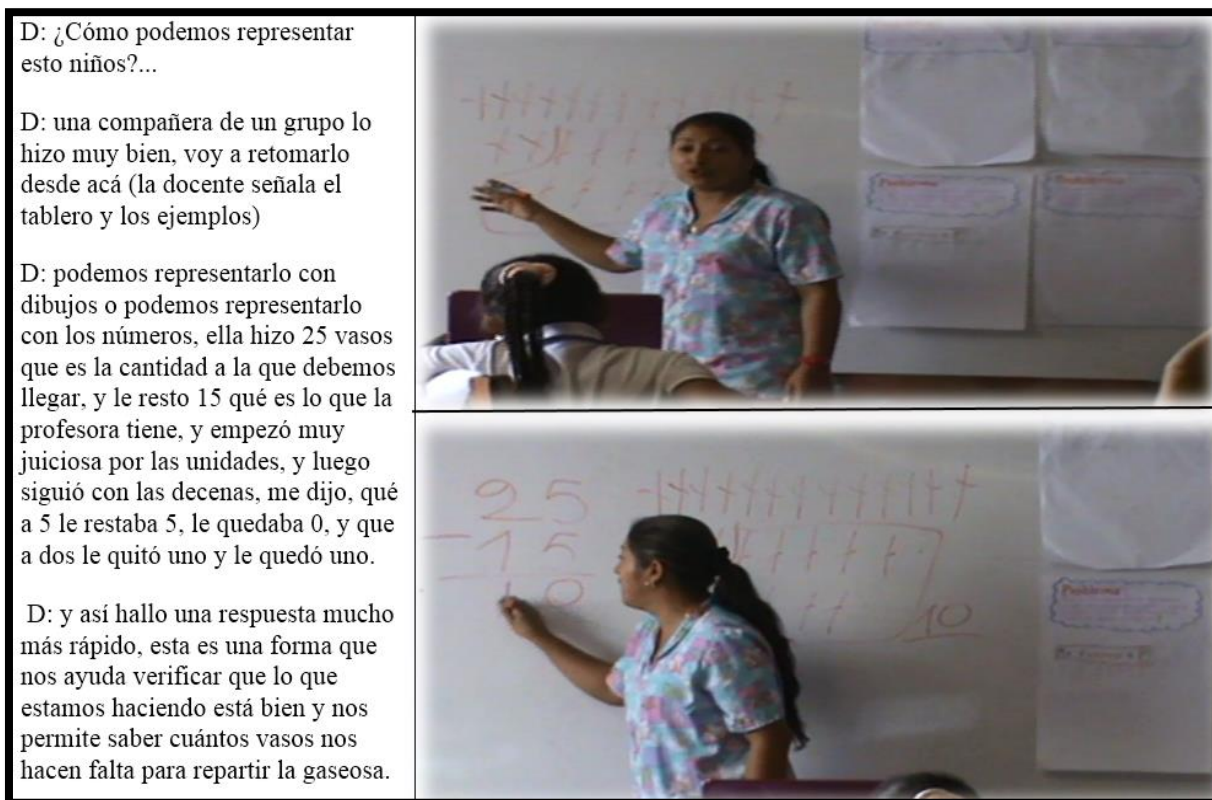 D: ¿Cómo podemos representar
esto niños?...
D: una compañera de un grupo lo
hizo muy bien, voy a retomarlo
desde acá (la docente señala el
tablero y los ejemplos)
D: podemos representarlo con
dibujos o podemos representarlo
con los números, ella hizo 25 vasos
que es la cantidad a la que debemos
llegar, y le resto 15 qué es lo que la
profesora tiene, y empezó muy
juiciosa por las unidades, y luego
siguió con las decenas, me dijo, qué
a 5 le restaba 5, le quedaba 0, y que
a dos le quitó uno y le quedó uno.
D: y así hallo una respuesta mucho
más rápido, esta es una forma que
nos ayuda verificar que lo que
estamos haciendo está bien y nos
permite saber cuántos vasos nos
hacen falta para repartir la gaseosa.
25
- 15
10
10
Problema